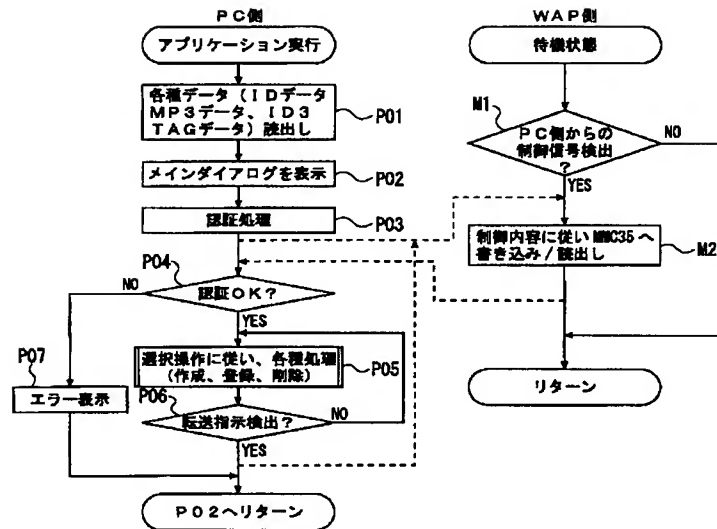 PC側
アプリケーション実行
各種データ(IDデータ
MP3データ、ID3
TAGデータ)読出し
P01
メインダイアログを表示
P02
認証処理
P03
P04
認証OK?
NO
YES
選択操作に従い、各種処理
(作成、登録、削除)
P05
P06
転送指示検出?
NO
YES
P07
エラー表示
P02へリターン
WAP側
待機状態
M1
PC側からの
制御信号検出
?
NO
YES
制御内容に従いMMC35へ
書き込み/読出し
M2
リターン